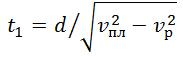 t₁ = d/√(v²пл − v²р)